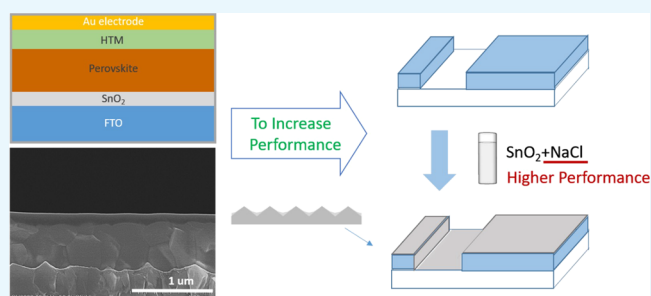 Au electrode
HTM
Perovskite
SnO₂
FTO
1 um
To Increase
Performance
SnO₂+NaCl
Higher Performance